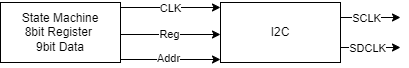 State Machine
8bit Register
9bit Data
CLK
Reg
Addr
I2C
SCLK
SDCLK